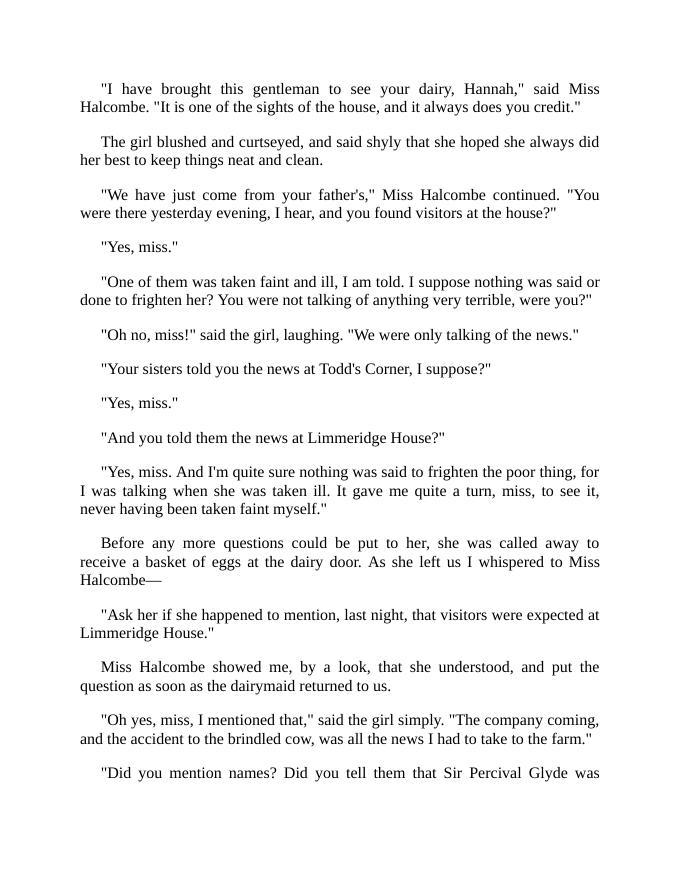 "I have brought this gentleman to see your dairy, Hannah," said Miss
Halcombe. "It is one of the sights of the house, and it always does you credit."
The girl blushed and curtseyed, and said shyly that she hoped she always did
her best to keep things neat and clean.
"We have just come from your father's," Miss Halcombe continued. "You
were there yesterday evening, I hear, and you found visitors at the house?"
"Yes, miss."
"One of them was taken faint and ill, I am told. I suppose nothing was said or
done to frighten her? You were not talking of anything very terrible, were you?"
"Oh no, miss!" said the girl, laughing. "We were only talking of the news."
"Your sisters told you the news at Todd's Corner, I suppose?"
"Yes, miss."
"And you told them the news at Limmeridge House?"
"Yes, miss. And I'm quite sure nothing was said to frighten the poor thing, for
I was talking when she was taken ill. It gave me quite a turn, miss, to see it,
never having been taken faint myself."
Before any more questions could be put to her, she was called away to
receive a basket of eggs at the dairy door. As she left us I whispered to Miss
Halcombe—
"Ask her if she happened to mention, last night, that visitors were expected at
Limmeridge House."
Miss Halcombe showed me, by a look, that she understood, and put the
question as soon as the dairymaid returned to us.
"Oh yes, miss, I mentioned that," said the girl simply. "The company coming,
and the accident to the brindled cow, was all the news I had to take to the farm."
"Did you mention names? Did you tell them that Sir Percival Glyde was